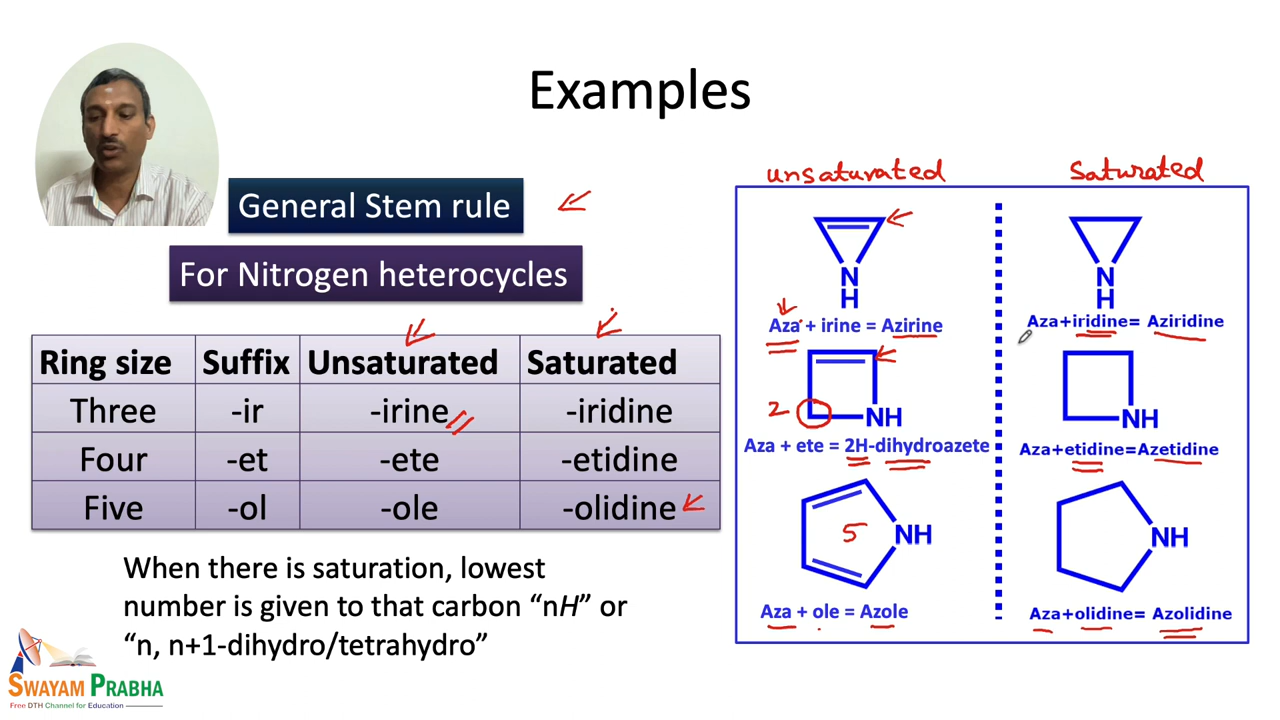 Examples
General Stem rule
For Nitrogen heterocycles
Ring size Suffix Unsaturated Saturated
Three -ir -irine -iridine
Four -et -ete -etidine
Five -ol -ole -olidine
When there is saturation, lowest
number is given to that carbon “nH” or
“n, n+1-dihydro/tetrahydro”
unsaturated
Saturated
N
H
Aza + irine = Azirine
2
NH
Aza + ete = 2H-dihydroazete
5
NH
Aza + ole = Azole
N
H
Aza+iridine= Aziridine
NH
Aza+etidine=Azetidine
NH
Aza+olidine= Azolidine
SWAYAM PRABHA
Free DTH Channel for Education